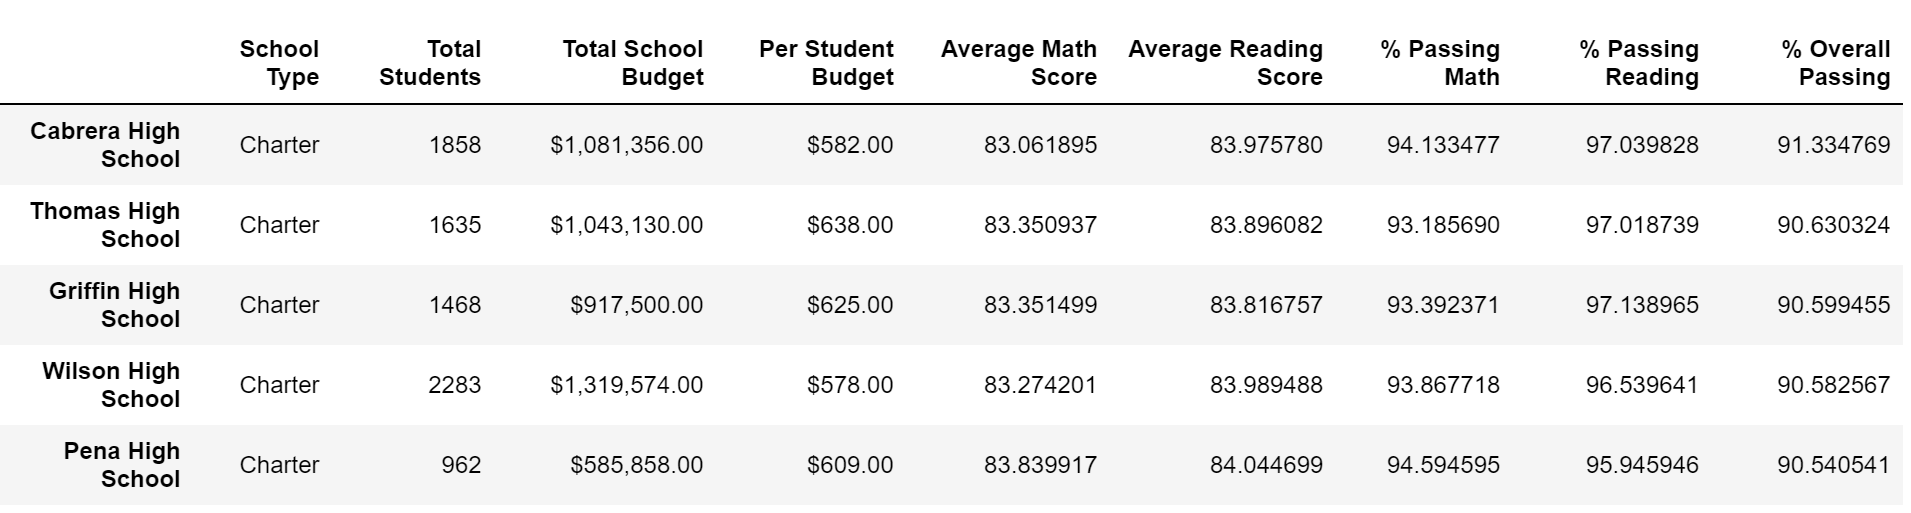 School Type Total Students Total School Budget Per Student Budget Average Math Score Average Reading Score % Passing Math % Passing Reading % Overall Passing
Cabrera High School Charter 1858 $1,081,356.00 $582.00 83.061895 83.975780 94.133477 97.039828 91.334769
Thomas High School Charter 1635 $1,043,130.00 $638.00 83.350937 83.896082 93.185690 97.018739 90.630324
Griffin High School Charter 1468 $917,500.00 $625.00 83.351499 83.816757 93.392371 97.138965 90.599455
Wilson High School Charter 2283 $1,319,574.00 $578.00 83.274201 83.989488 93.867718 96.539641 90.582567
Pena High School Charter 962 $585,858.00 $609.00 83.839917 84.044699 94.594595 95.945946 90.540541